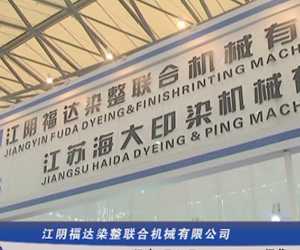 江阴福达染整联合机械有
JIANGYIN FUDA DYEING&FINISHRINTING MACH
江苏海大印染机械有
JIANGSU HAIDA DYEING & PING MACHIN
江阴福达染整联合机械有限公司